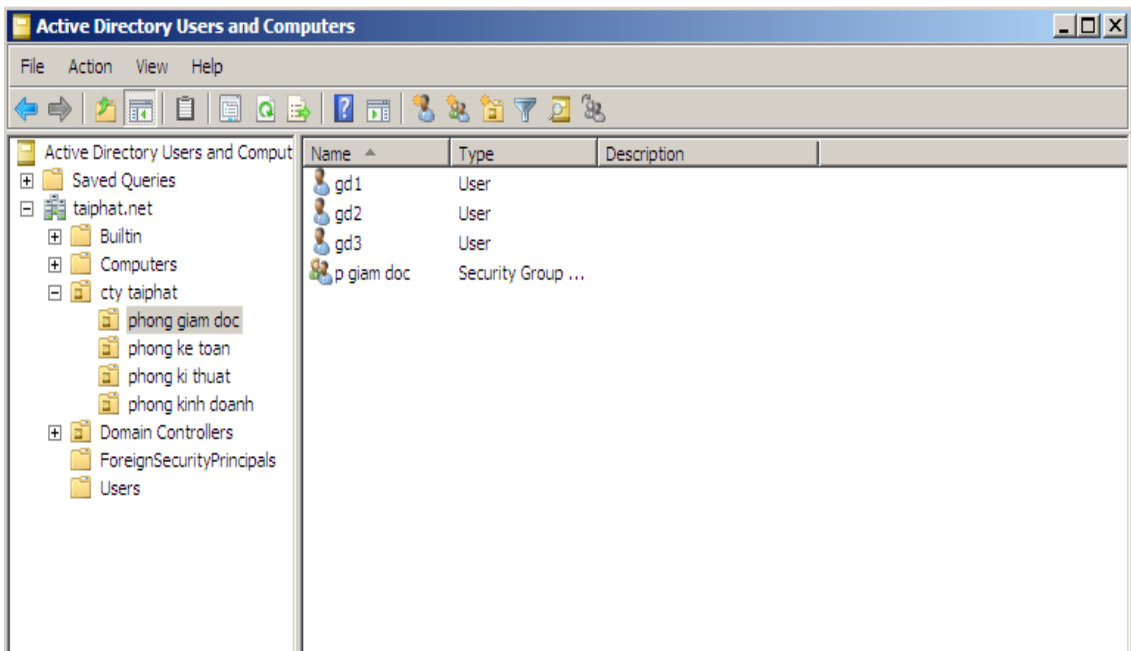 Active Directory Users and Computers
File Action View Help
Active Directory Users and Comput
Saved Queries
taiphat.net
Builtin
Computers
cty taiphat
phong giam doc
phong ke toan
phong ki thuat
phong kinh doanh
Domain Controllers
ForeignSecurityPrincipals
Users
Name Type Description
gd1 User
gd2 User
gd3 User
p giam doc Security Group ...